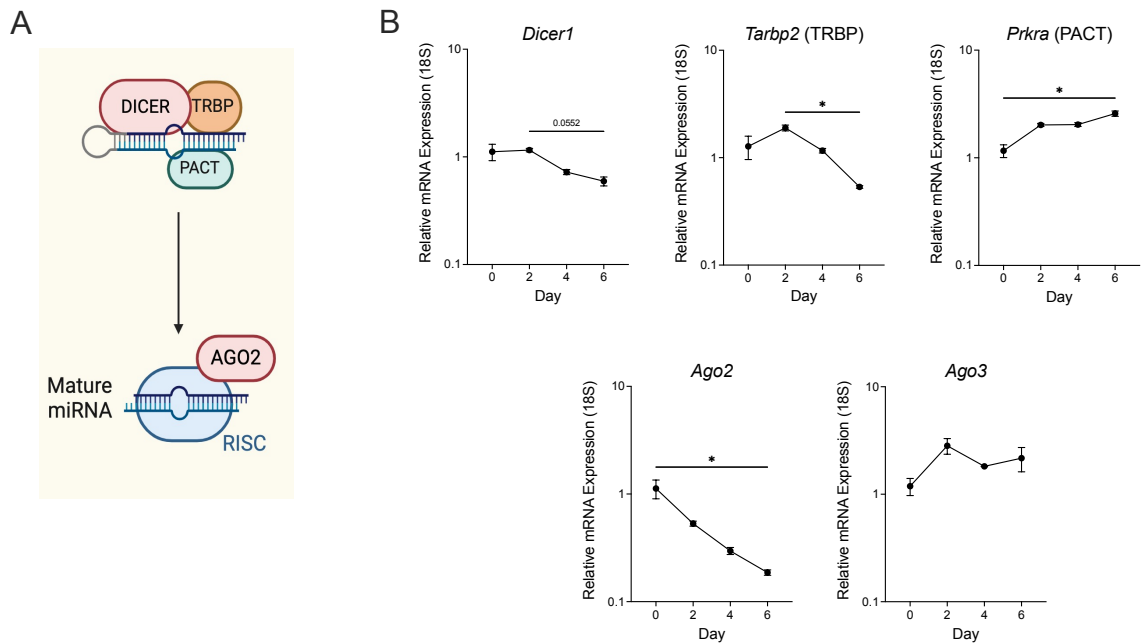 A
DICER
TRBP
PACT
AGO2
Mature
miRNA
RISC
B
Dicer1
Relative mRNA Expression (18S)
10
1
0.1
0.0552
0 2 4 6
Day
Tarbp2 (TRBP)
Relative mRNA Expression (18S)
10
1
0.1
*
0 2 4 6
Day
Prkra (PACT)
Relative mRNA Expression (18S)
10
1
0.1
*
0 2 4 6
Day
Ago2
Relative mRNA Expression (18S)
10
1
0.1
*
0 2 4 6
Day
Ago3
Relative mRNA Expression (18S)
10
1
0.1
0 2 4 6
Day